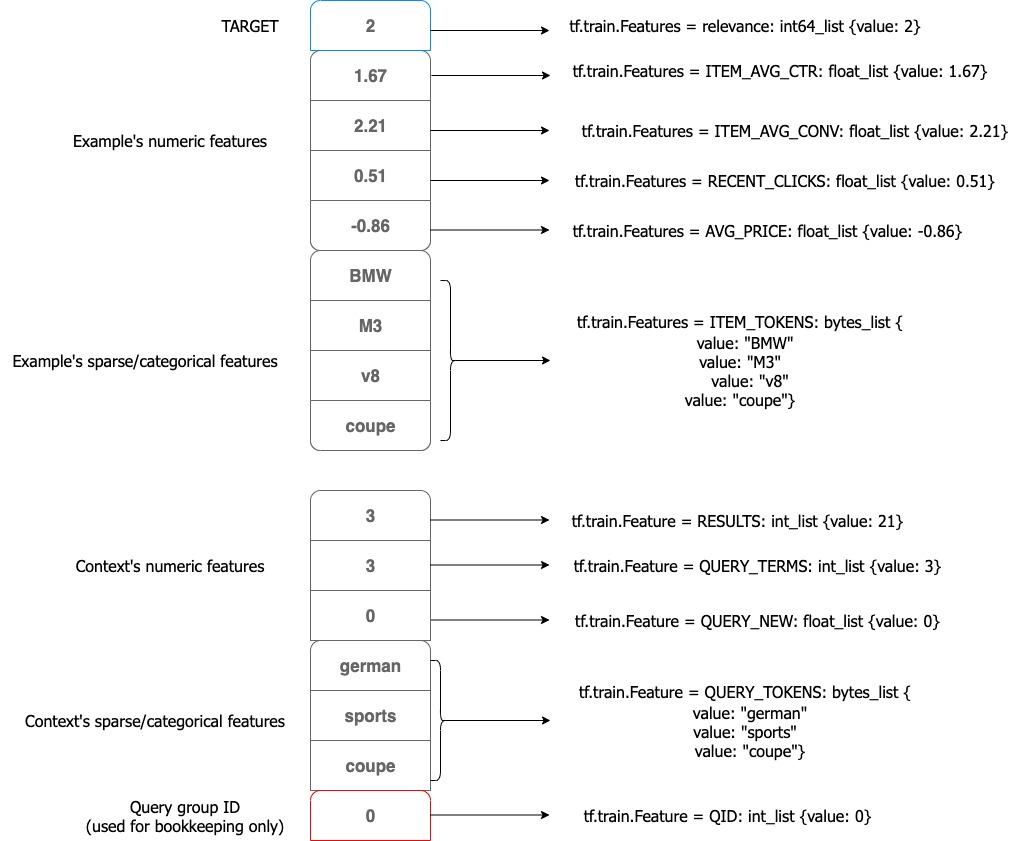 TARGET
2
tf.train.Features = relevance: int64_list {value: 2}
1.67
tf.train.Features = ITEM_AVG_CTR: float_list {value: 1.67}
Example's numeric features
2.21
tf.train.Features = ITEM_AVG_CONV: float_list {value: 2.21}
0.51
tf.train.Features = RECENT_CLICKS: float_list {value: 0.51}
-0.86
tf.train.Features = AVG_PRICE: float_list {value: -0.86}
Example's sparse/categorical features
BMW
M3
v8
coupe
tf.train.Features = ITEM_TOKENS: bytes_list {
value: "BMW"
value: "M3"
value: "v8"
value: "coupe"}
Context's numeric features
3
tf.train.Feature = RESULTS: int_list {value: 21}
3
tf.train.Feature = QUERY_TERMS: int_list {value: 3}
0
tf.train.Feature = QUERY_NEW: float_list {value: 0}
Context's sparse/categorical features
german
sports
coupe
tf.train.Feature = QUERY_TOKENS: bytes_list {
value: "german"
value: "sports"
value: "coupe"}
Query group ID
(used for bookkeeping only)
0
tf.train.Feature = QID: int_list {value: 0}